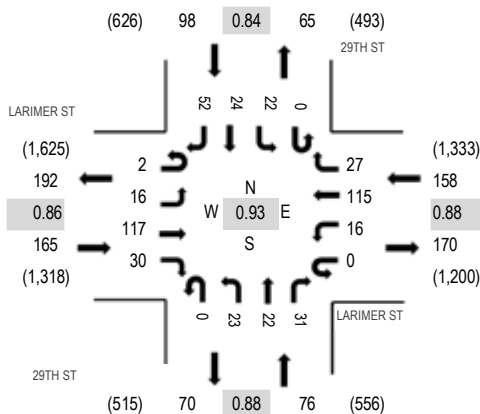 (626) 98 0.84 65 (493)
29TH ST
LARIMER ST
52 24 22 0
(1,625)
192
0.86
165
(1,318)
2
16
117
30
N
W 0.93 E
S
27
115
16
0
(1,333)
158
0.88
170
(1,200)
0 23 22 31
LARIMER ST
29TH ST
(515) 70 0.88 76 (556)